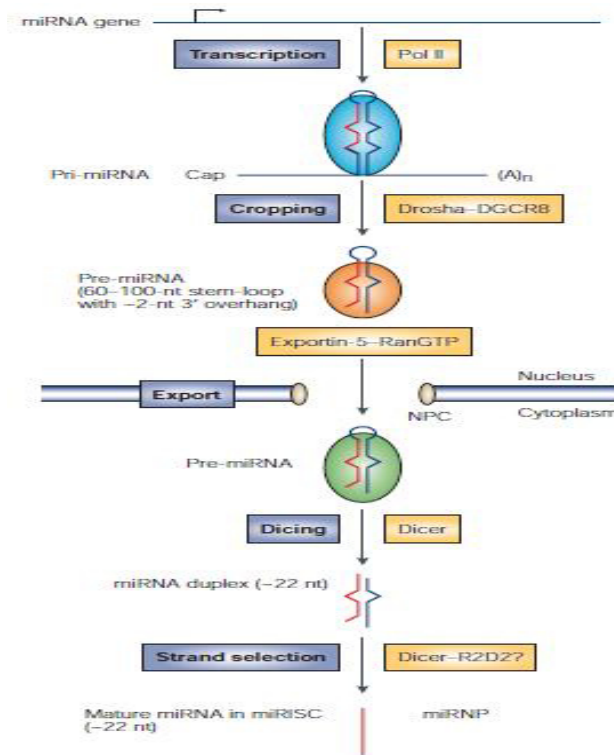 miRNA gene
Transcription
Pol II
Pri-miRNA
Cap
(A)n
Cropping
Drosha–DGCR8
Pre-miRNA
(60–100-nt stem-loop
with ~2-nt 3' overhang)
Exportin-5–RanGTP
Export
Nucleus
NPC
Cytoplasm
Pre-miRNA
Dicing
Dicer
miRNA duplex (~22 nt)
Strand selection
Dicer–R2D2?
Mature miRNA in miRISC
(~22 nt)
miRNP